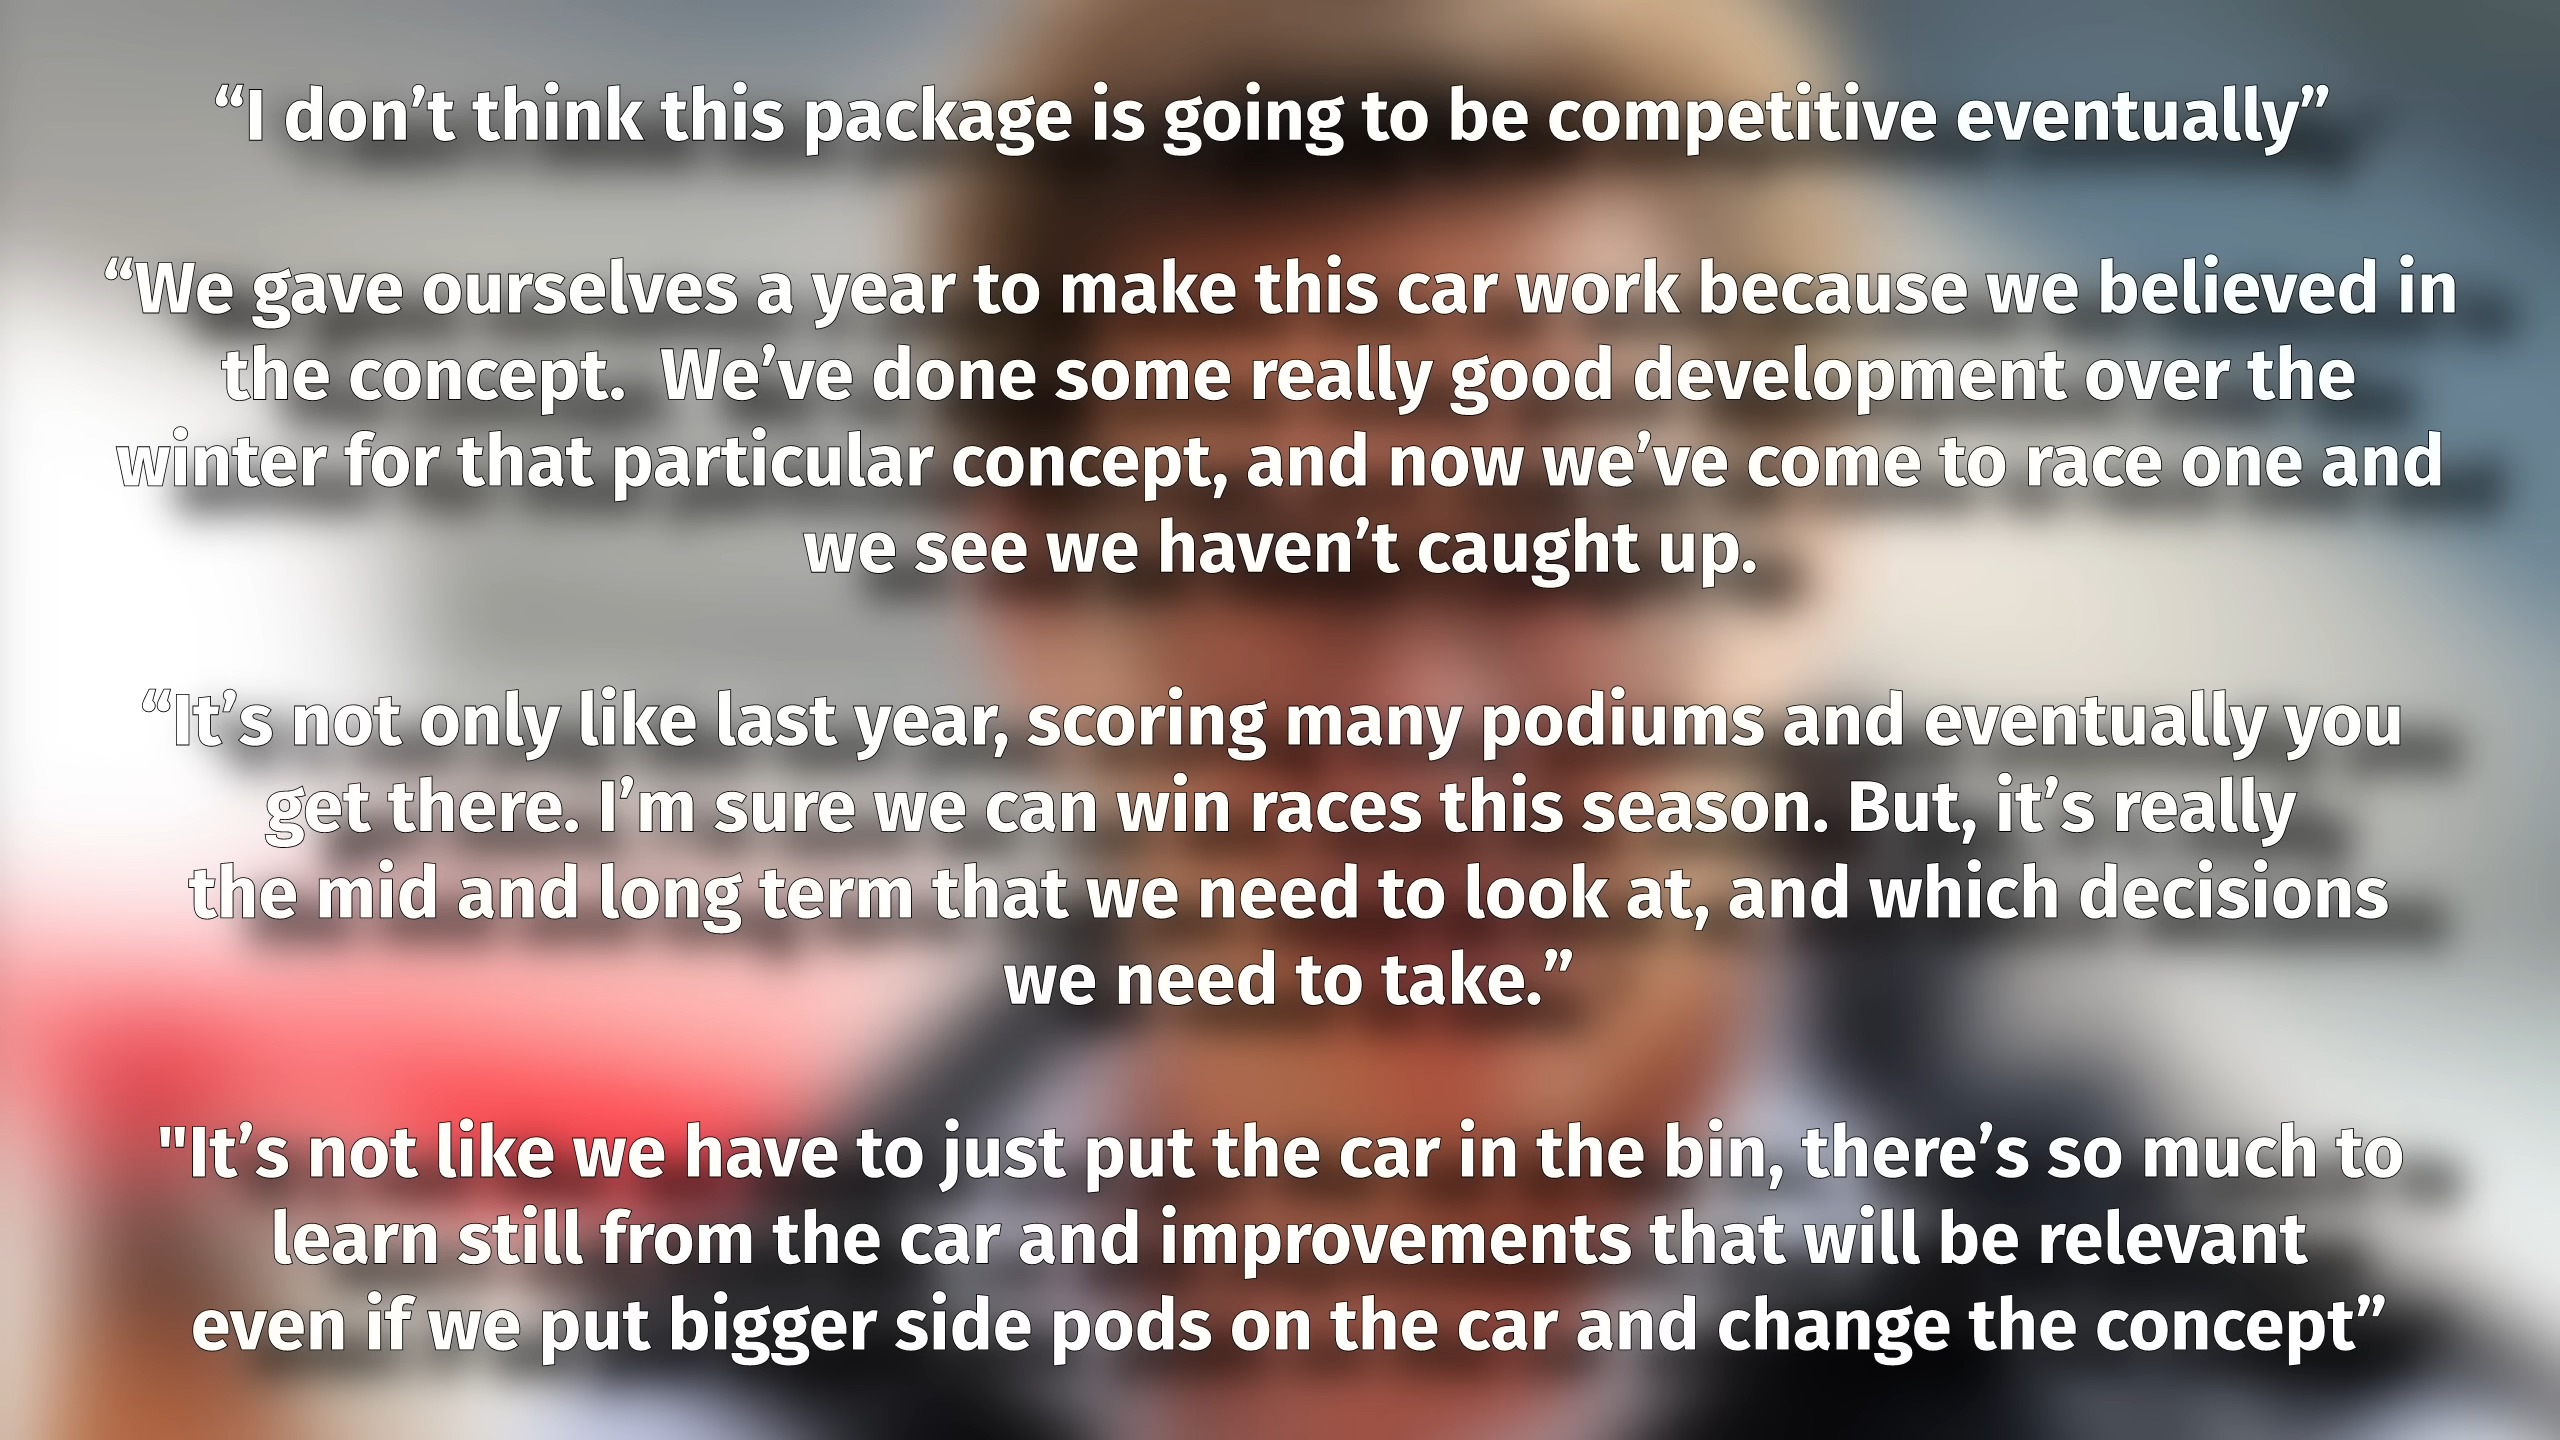 “I don’t think this package is going to be competitive eventually”
“We gave ourselves a year to make this car work because we believed in
the concept.  We’ve done some really good development over the
winter for that particular concept, and now we’ve come to race one and
we see we haven’t caught up.
“It’s not only like last year, scoring many podiums and eventually you
get there. I’m sure we can win races this season. But, it’s really
the mid and long term that we need to look at, and which decisions
we need to take.”
"It’s not like we have to just put the car in the bin, there’s so much to
learn still from the car and improvements that will be relevant
even if we put bigger side pods on the car and change the concept”